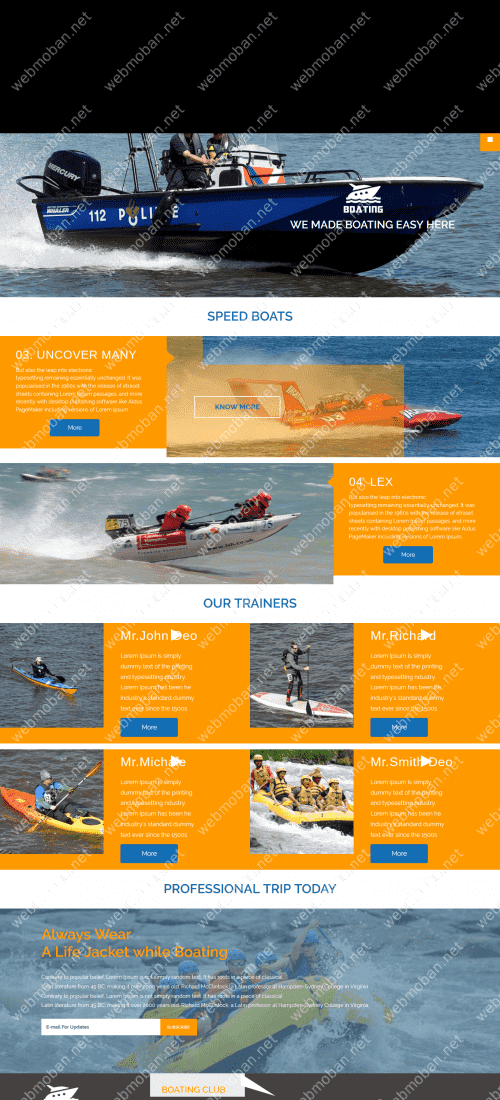 MERCURY
WHALER
112 POLITIE
BOATING
WE MADE BOATING EASY HERE
SPEED BOATS
03. UNCOVER MANY
But also the leap into electronic
typesetting remaining essentially unchanged. It was
popularised in the 1960s with the release of etraset
sheets containing Lorem Ipsum passages, and more
recently with desktop publishing software like Aldus
PageMaker including versions of Lorem Ipsum
More
KNOW MORE
04. LEX
But also the leap into electronic
typesetting remaining essentially unchanged. It was
popularised in the 1960s with the release of etraset
sheets containing Lorem Ipsum passages, and more
recently with desktop publishing software like Aldus
PageMaker including versions of Lorem Ipsum
More
LEX
75
OUR TRAINERS
Mr.John Deo
Lorem Ipsum is simply
dummy text of the printing
and typesetting ndustry.
Lorem Ipsum has been he
industry's standard dummy
text ever since the 1500s
More
Mr.Richard
Lorem Ipsum is simply
dummy text of the printing
and typesetting ndustry.
Lorem Ipsum has been he
industry's standard dummy
text ever since the 1500s
More
Mr.Michale
Lorem Ipsum is simply
dummy text of the printing
and typesetting ndustry.
Lorem Ipsum has been he
industry's standard dummy
text ever since the 1500s
More
Mr.Smith Deo
Lorem Ipsum is simply
dummy text of the printing
and typesetting ndustry.
Lorem Ipsum has been he
industry's standard dummy
text ever since the 1500s
More
PROFESSIONAL TRIP TODAY
Always Wear
A Life Jacket while Boating
Contrary to popular belief, Lorem Ipsum is not simply random text. It has roots in a piece of classical
Latin literature from 45 BC, making it over 2000 years old. Richard McClintock, a Latin professor at Hampden-Sydney College in Virginia
Contrary to popular belief, Lorem Ipsum is not simply random text. It has roots in a piece of classical
Latin literature from 45 BC, making it over 2000 years old. Richard McClintock, a Latin professor at Hampden-Sydney College in Virginia
E-mail For Updates
SUBSCRIBE
BOATING CLUB
webmoban.net